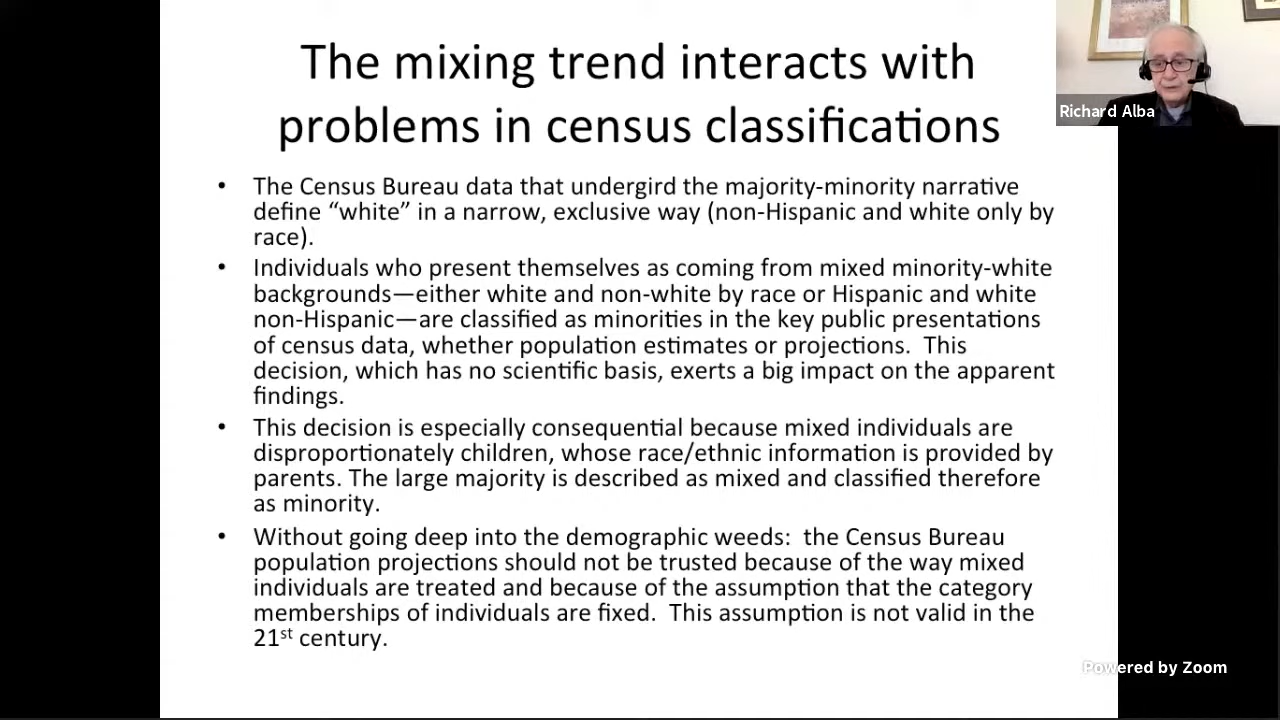 The mixing trend interacts with
problems in census classifications
• The Census Bureau data that undergird the majority-minority narrative
define “white” in a narrow, exclusive way (non-Hispanic and white only by
race).
• Individuals who present themselves as coming from mixed minority-white
backgrounds—either white and non-white by race or Hispanic and white
non-Hispanic—are classified as minorities in the key public presentations
of census data, whether population estimates or projections.  This
decision, which has no scientific basis, exerts a big impact on the apparent
findings.
• This decision is especially consequential because mixed individuals are
disproportionately children, whose race/ethnic information is provided by
parents. The large majority is described as mixed and classified therefore
as minority.
• Without going deep into the demographic weeds:  the Census Bureau
population projections should not be trusted because of the way mixed
individuals are treated and because of the assumption that the category
memberships of individuals are fixed.  This assumption is not valid in the
21st century.
Richard Alba
Powered by Zoom